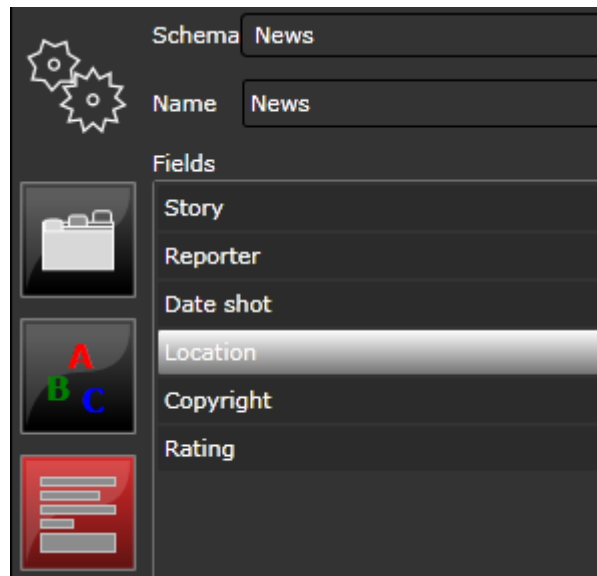 Schema News
Name News
Fields
Story
Reporter
Date shot
Location
Copyright
Rating
A
B C